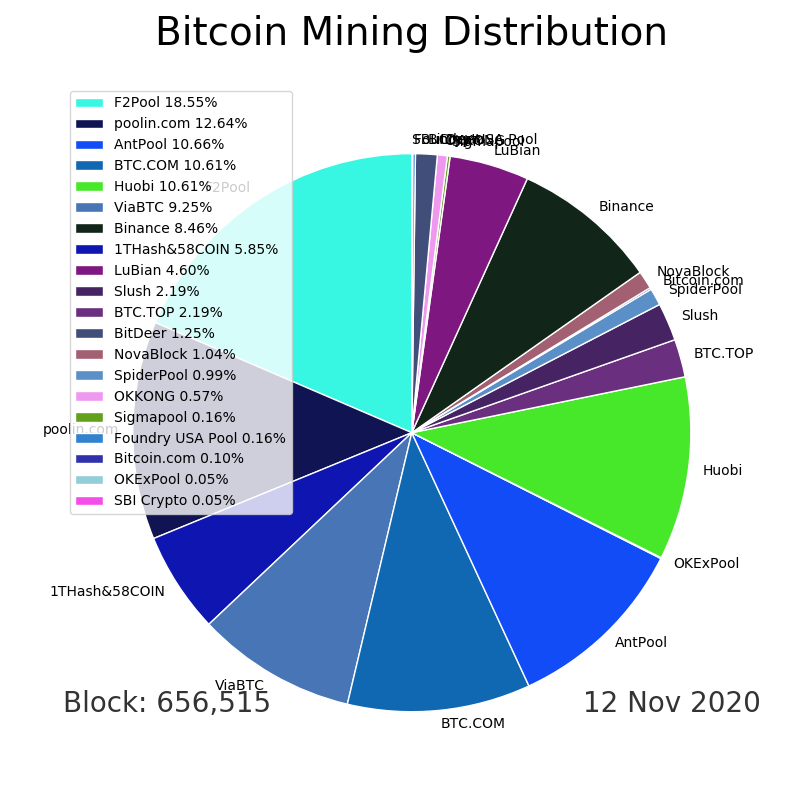 Bitcoin Mining Distribution
F2Pool 18.55%
poolin.com 12.64%
AntPool 10.66%
BTC.COM 10.61%
Huobi 10.61%
ViaBTC 9.25%
Binance 8.46%
1THash&58COIN 5.85%
LuBian 4.60%
Slush 2.19%
BTC.TOP 2.19%
BitDeer 1.25%
NovaBlock 1.04%
SpiderPool 0.99%
OKKONG 0.57%
Sigmapool 0.16%
Foundry USA Pool 0.16%
Bitcoin.com 0.10%
OKExPool 0.05%
SBI Crypto 0.05%
Pool
Sigmapool
LuBian
Binance
NovaBlock
Bitcoin.com
SpiderPool
Slush
BTC.TOP
Huobi
OKExPool
AntPool
BTC.COM
ViaBTC
1THash&58COIN
poolin.com
F2Pool
Block: 656,515
12 Nov 2020